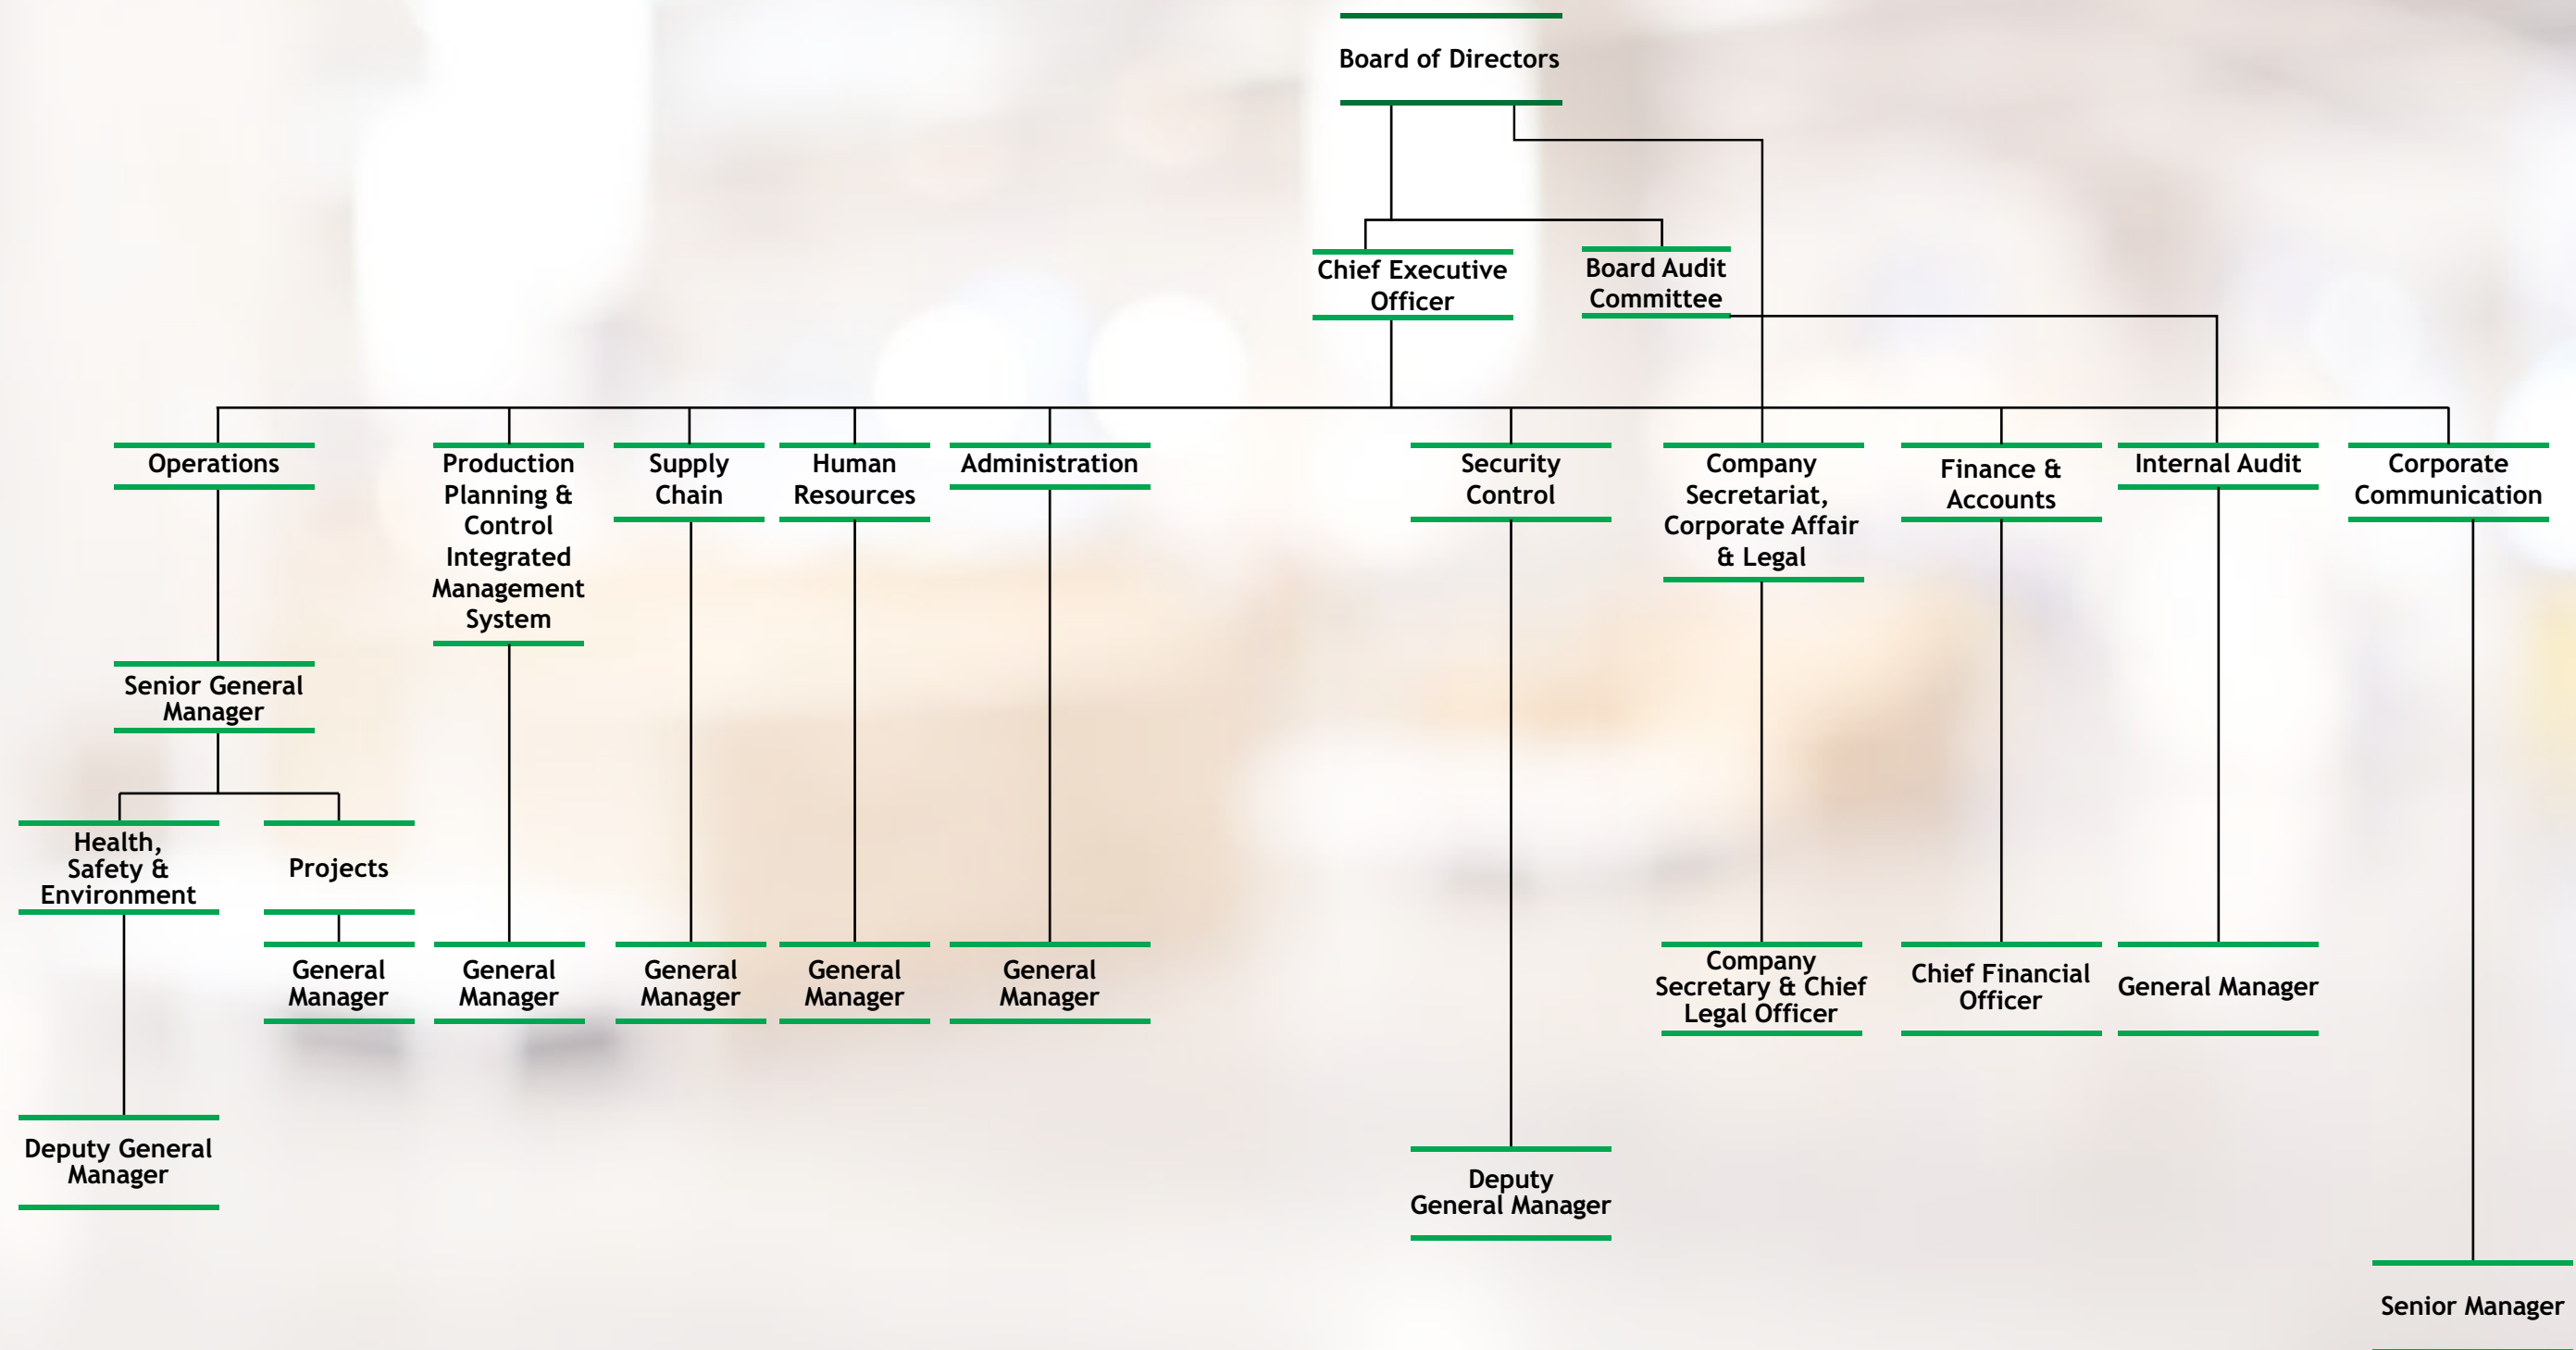 Board of Directors
Chief Executive
Officer
Board Audit
Committee
Operations
Production
Planning &
Control
Integrated
Management
System
Supply
Chain
Human
Resources
Administration
Security
Control
Company
Secretariat,
Corporate Affair
& Legal
Finance &
Accounts
Internal Audit
Corporate
Communication
Senior General
Manager
Health,
Safety &
Environment
Projects
General
Manager
General
Manager
General
Manager
General
Manager
General
Manager
Company
Secretary & Chief
Legal Officer
Chief Financial
Officer
General Manager
Deputy General
Manager
Deputy
General Manager
Senior Manager